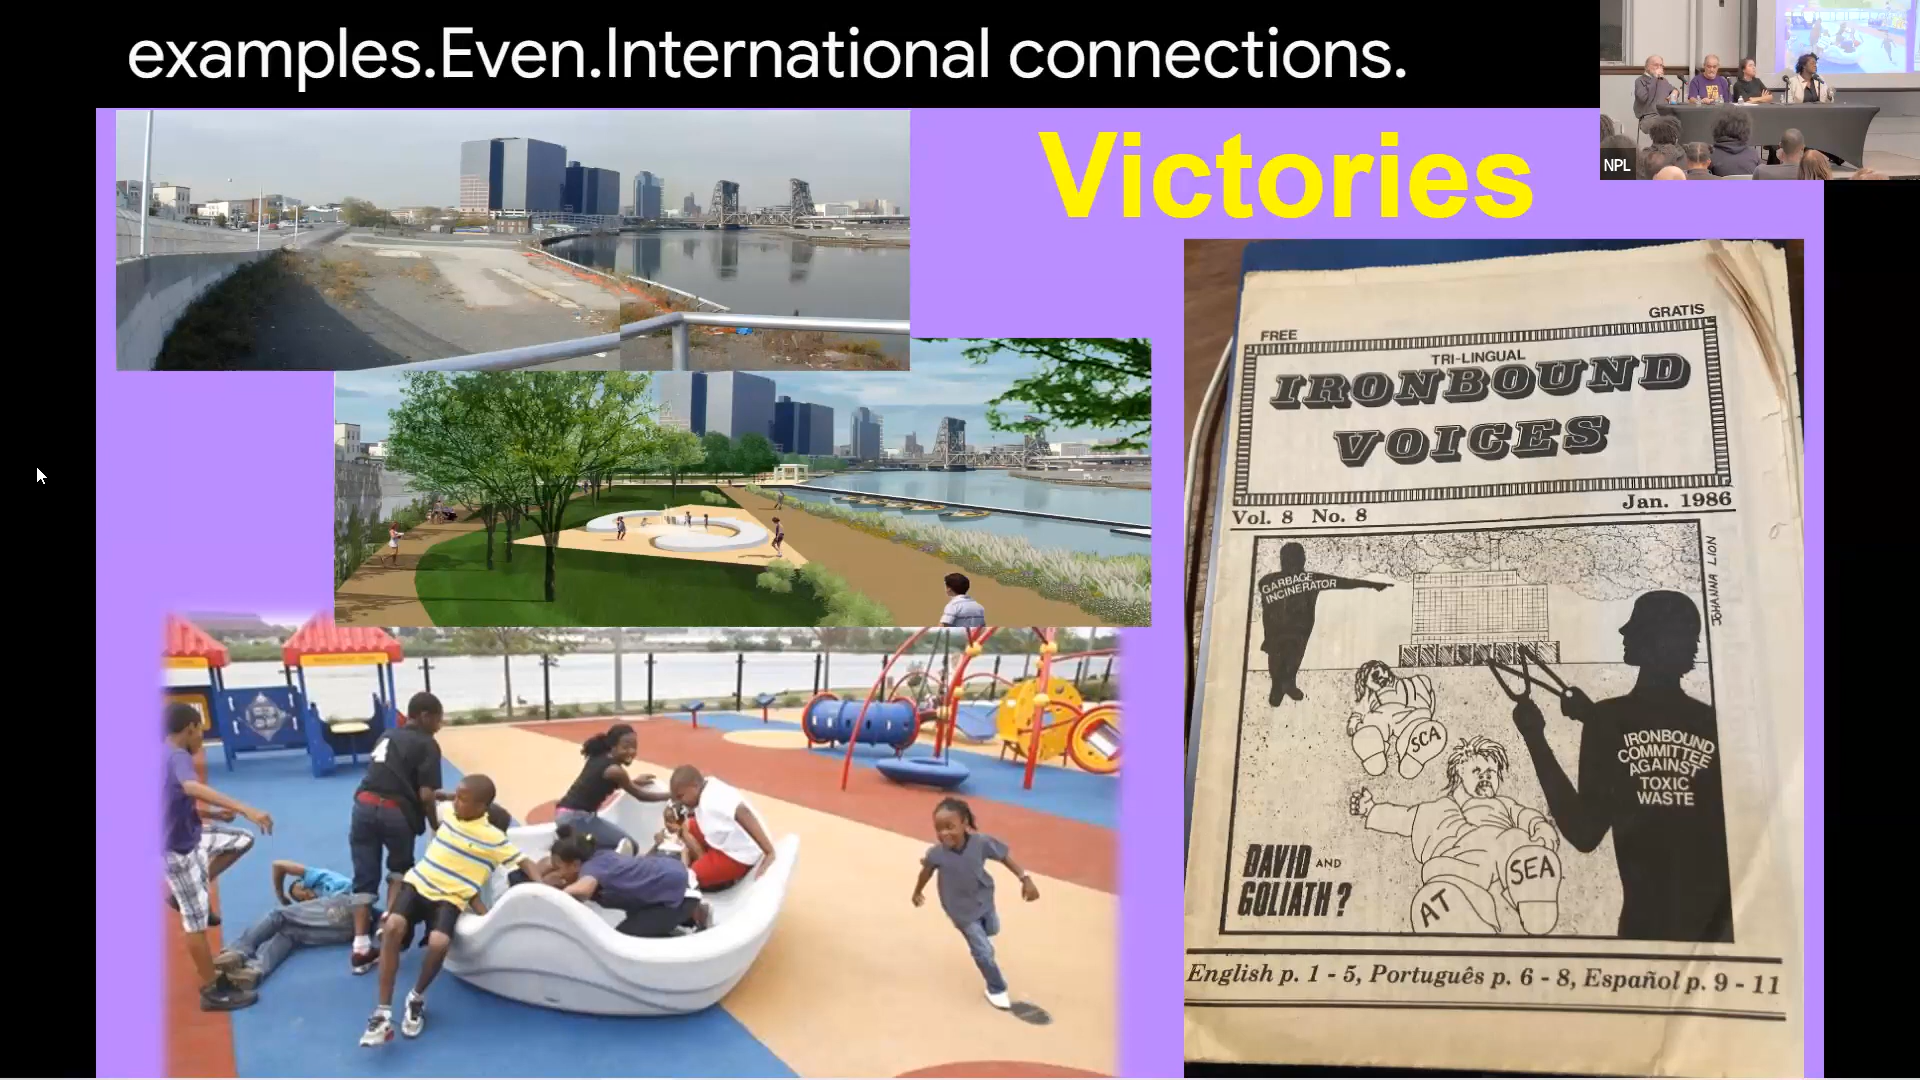 examples.Even.International connections.
NPL
Victories
FREE
GRATIS
TRI-LINGUAL
IRONBOUND
VOICES
Vol. 8 No. 8
Jan. 1986
JOHANNA LION
GARBAGE
INCINERATOR
SCA
IRONBOUND
COMMITTEE
AGAINST
TOXIC
WASTE
DAVID AND
GOLIATH?
SEA
AT
English p. 1 - 5, Português p. 6 - 8, Español p. 9 - 11